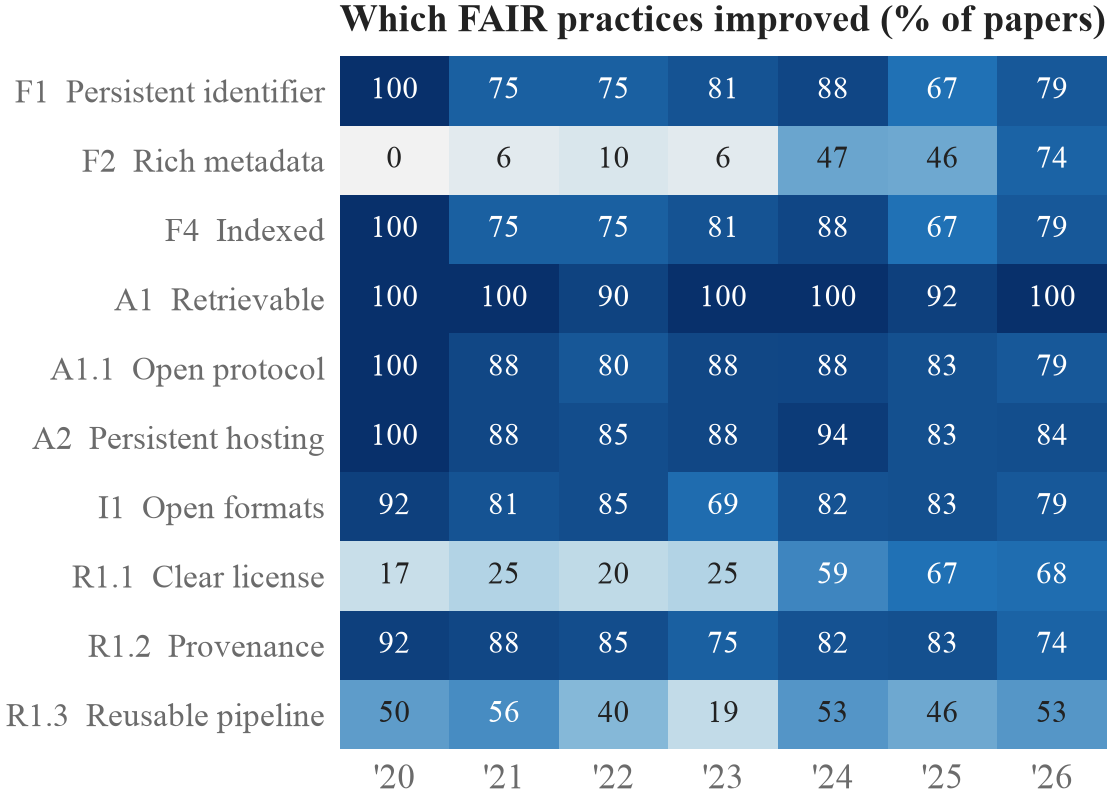 Which FAIR practices improved (% of papers)
F1 Persistent identifier 100 75 75 81 88 67 79
F2 Rich metadata 0 6 10 6 47 46 74
F4 Indexed 100 75 75 81 88 67 79
A1 Retrievable 100 100 90 100 100 92 100
A1.1 Open protocol 100 88 80 88 88 83 79
A2 Persistent hosting 100 88 85 88 94 83 84
I1 Open formats 92 81 85 69 82 83 79
R1.1 Clear license 17 25 20 25 59 67 68
R1.2 Provenance 92 88 85 75 82 83 74
R1.3 Reusable pipeline 50 56 40 19 53 46 53
'20 '21 '22 '23 '24 '25 '26